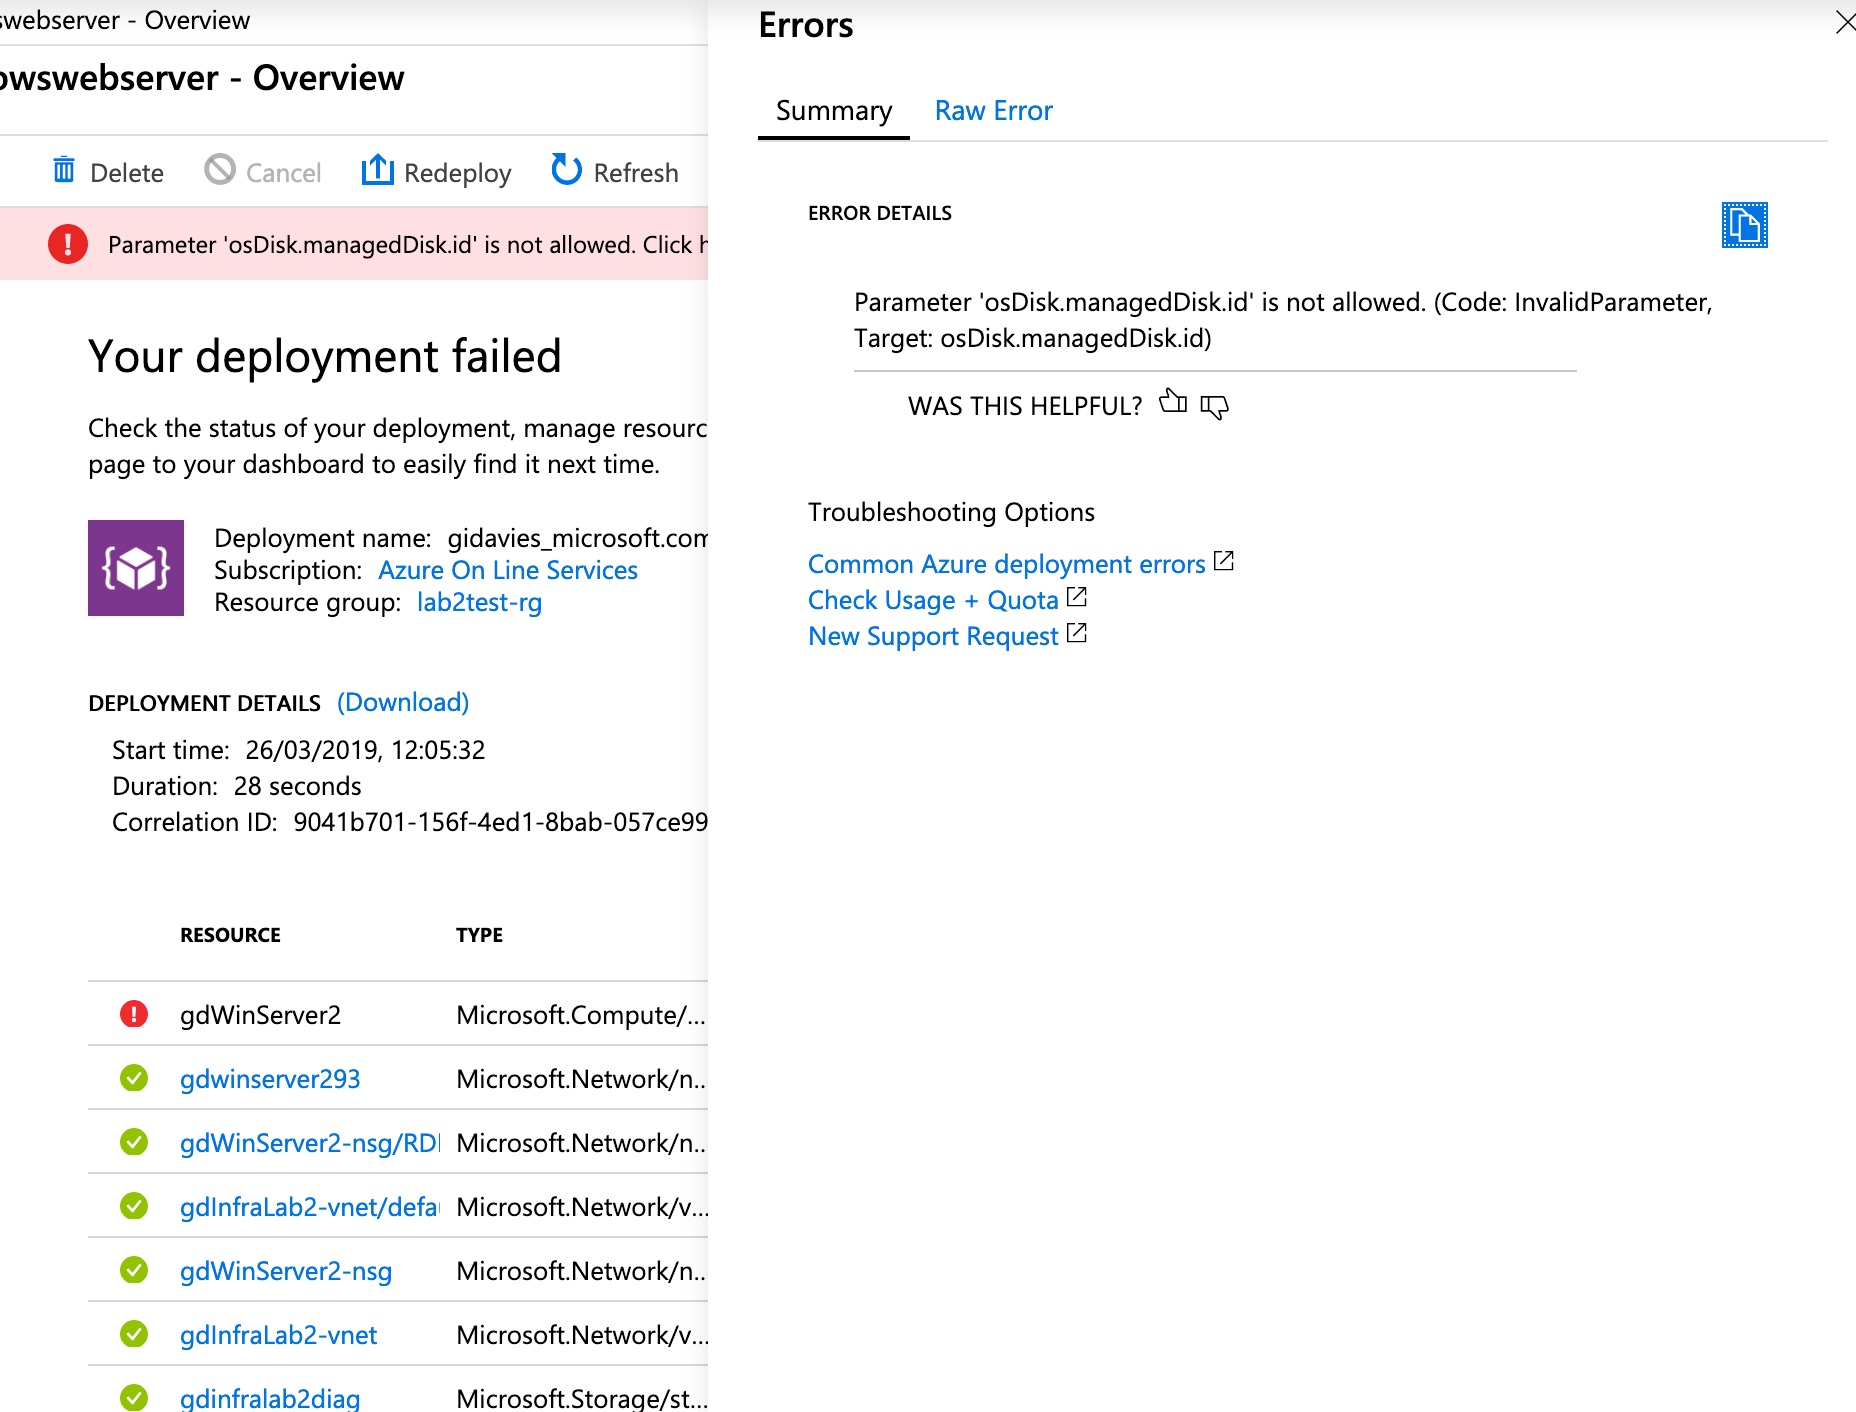 swebserver - Overview
owswebserver - Overview
Delete
Cancel
Redeploy
Refresh
Parameter 'osDisk.managedDisk.id' is not allowed. Click h
Your deployment failed
Check the status of your deployment, manage resourc
page to your dashboard to easily find it next time.
Deployment name: gidavies_microsoft.com
Subscription: Azure On Line Services
Resource group: lab2test-rg
DEPLOYMENT DETAILS (Download)
Start time: 26/03/2019, 12:05:32
Duration: 28 seconds
Correlation ID: 9041b701-156f-4ed1-8bab-057ce99
RESOURCE TYPE
gdWinServer2 Microsoft.Compute/...
gdwinserver293 Microsoft.Network/n...
gdWinServer2-nsg/RD Microsoft.Network/n...
gdInfraLab2-vnet/defa Microsoft.Network/v...
gdWinServer2-nsg Microsoft.Network/n...
gdInfraLab2-vnet Microsoft.Network/v...
gdinfralab2diag Microsoft.Storage/st...
Errors
Summary
Raw Error
ERROR DETAILS
Parameter 'osDisk.managedDisk.id' is not allowed. (Code: InvalidParameter,
Target: osDisk.managedDisk.id)
WAS THIS HELPFUL?
Troubleshooting Options
Common Azure deployment errors
Check Usage + Quota
New Support Request